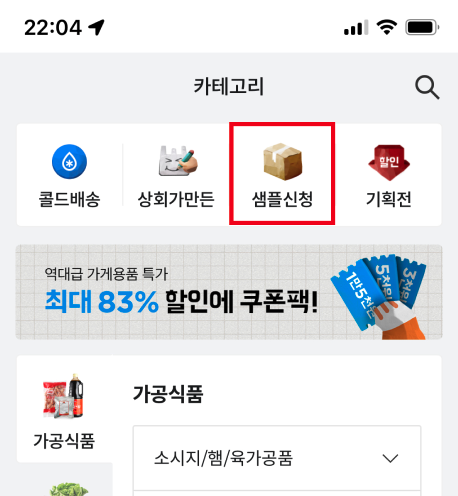 22:04
카테고리
콜드배송
상회가만든
샘플신청
할인
기획전
역대급 가게용품 특가
최대 83% 할인에 쿠폰팩!
1만5천원
5천원
3천원
가공식품
가공식품
소시지/햄/육가공품